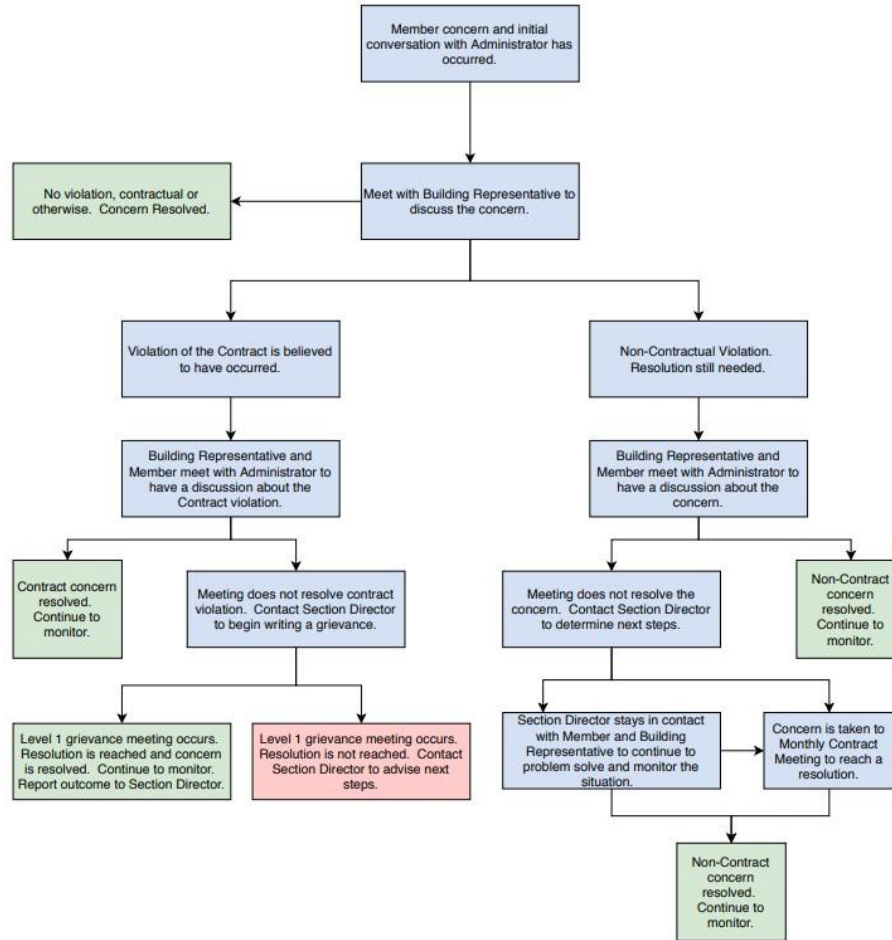 Member concern and initial
conversation with Administrator has
occurred.
No violation, contractual or
otherwise. Concern Resolved.
Meet with Building Representative to
discuss the concern.
Violation of the Contract is believed
to have occurred.
Non-Contractual Violation.
Resolution still needed.
Building Representative and
Member meet with Administrator to
have a discussion about the
Contract violation.
Building Representative and
Member meet with Administrator to
have a discussion about the
concern.
Contract concern
resolved.
Continue to
monitor.
Meeting does not resolve contract
violation. Contact Section Director
to begin writing a grievance.
Meeting does not resolve the
concern. Contact Section Director
to determine next steps.
Non-Contract
concern
resolved.
Continue to
monitor.
Level 1 grievance meeting occurs.
Resolution is reached and concern
is resolved. Continue to monitor.
Report outcome to Section Director.
Level 1 grievance meeting occurs.
Resolution is not reached. Contact
Section Director to advise next
steps.
Section Director stays in contact
with Member and Building
Representative to continue to
problem solve and monitor the
situation.
Concern is taken to
Monthly Contract
Meeting to reach a
resolution.
Non-Contract
concern
resolved.
Continue to
monitor.